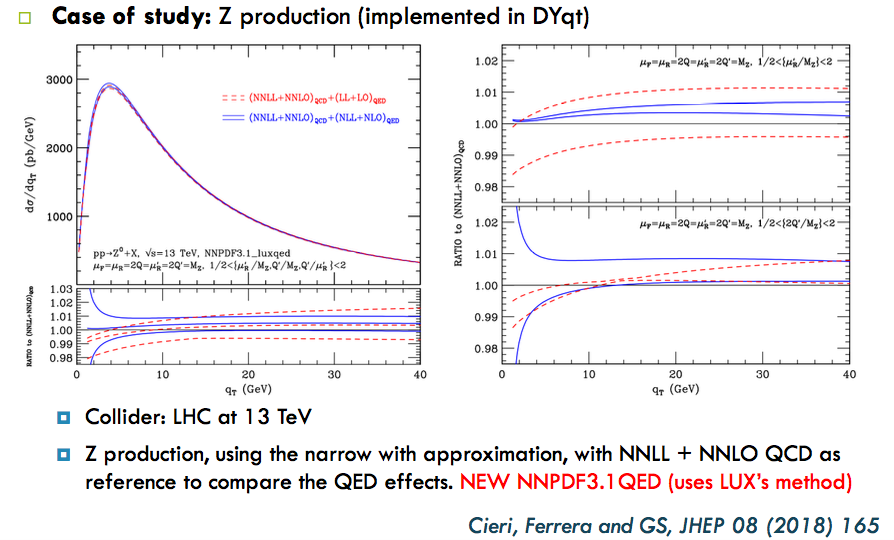 Case of study: Z production (implemented in DYqt)
3000
2000
1000
dσ/dq_T (pb/GeV)
(NNLL+NNLO)_QCD+(LL+LO)_QED
(NNLL+NNLO)_QCD+(NLL+NLO)_QED
pp→Z⁰+X, √s=13 TeV, NNPDF3.1_luxqed
μ_F=μ_R=2Q=μ'_R=2Q'=M_Z, 1/2<{μ'_R/M_Z,Q'/M_Z,Q'/μ'_R}<2
RATIO to (NNLL+NNLO)_QCD
1.03
1.02
1.01
1.00
0.99
0.98
0 10 20 30 40
q_T (GeV)
RATIO to (NNLL+NNLO)_QCD
μ_F=μ_R=2Q=μ'_R=2Q'=M_Z, 1/2<{μ'_R/M_Z}<2
1.02
1.01
1.00
0.99
0.98
μ_F=μ_R=2Q=μ'_R=2Q'=M_Z, 1/2<{2Q'/M_Z}<2
1.02
1.01
1.00
0.99
0.98
0 10 20 30 40
q_T (GeV)
Collider: LHC at 13 TeV
Z production, using the narrow with approximation, with NNLL + NNLO QCD as
reference to compare the QED effects. NEW NNPDF3.1QED (uses LUX's method)
Cieri, Ferrera and GS, JHEP 08 (2018) 165